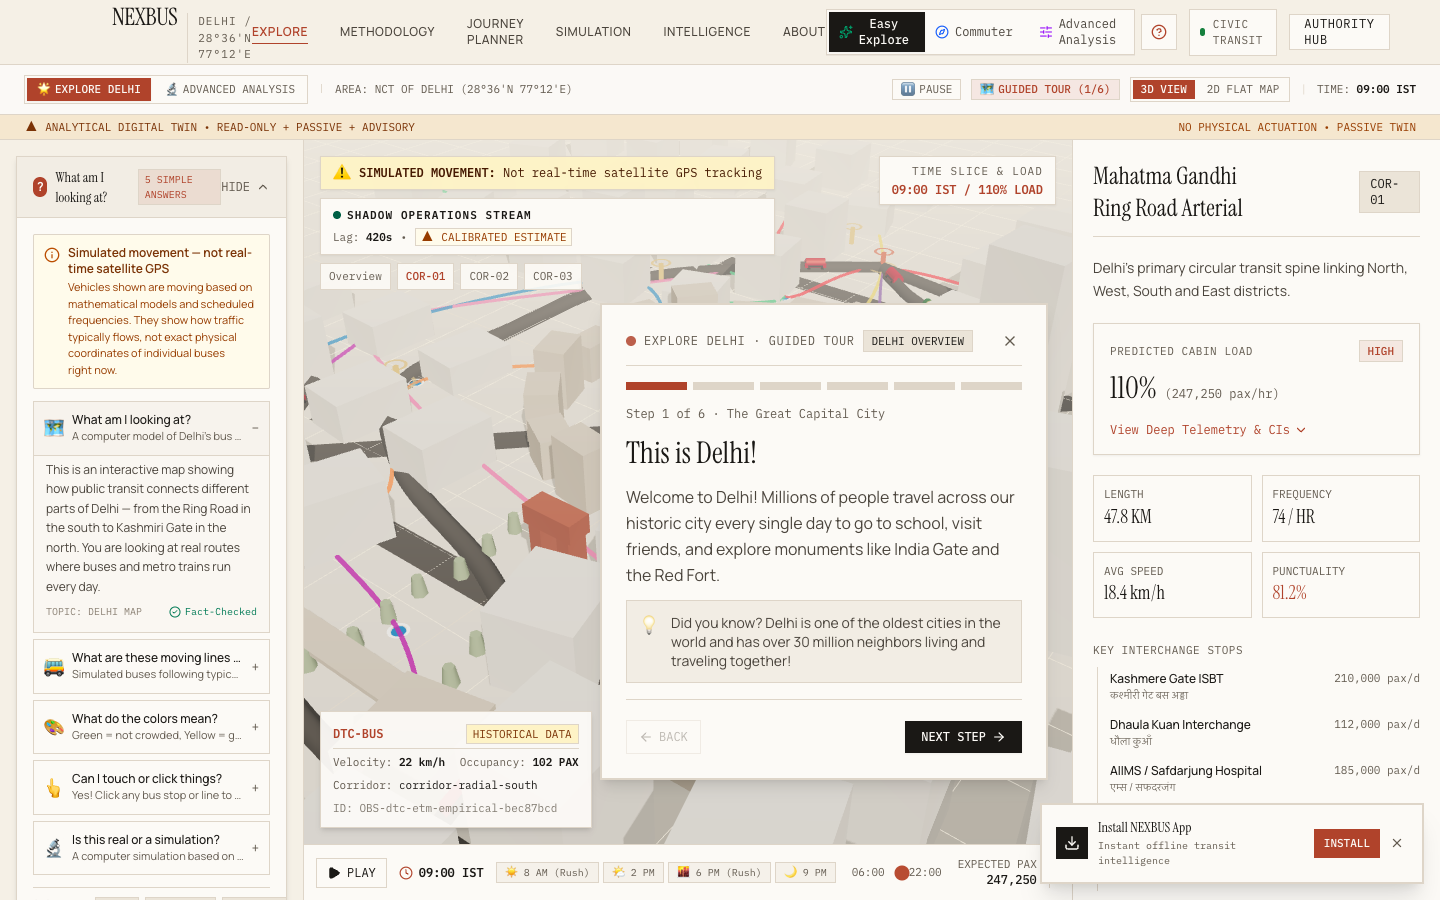 NEXBUS
DELHI /
28°36'N
77°12'E
EXPLORE
METHODOLOGY
JOURNEY
PLANNER
SIMULATION
INTELLIGENCE
ABOUT
Easy
Explore
Commuter
Advanced
Analysis
CIVIC
TRANSIT
AUTHORITY
HUB
EXPLORE DELHI
ADVANCED ANALYSIS
AREA: NCT OF DELHI (28°36'N 77°12'E)
PAUSE
GUIDED TOUR (1/6)
3D VIEW
2D FLAT MAP
TIME: 09:00 IST
ANALYTICAL DIGITAL TWIN • READ-ONLY + PASSIVE + ADVISORY
NO PHYSICAL ACTUATION • PASSIVE TWIN
?
What am I
looking at?
5 SIMPLE
ANSWERS
HIDE
Simulated movement — not real-
time satellite GPS
Vehicles shown are moving based on
mathematical models and scheduled
frequencies. They show how traffic
typically flows, not exact physical
coordinates of individual buses
right now.
What am I looking at?
A computer model of Delhi's bus ...
This is an interactive map showing
how public transit connects different
parts of Delhi — from the Ring Road in
the south to Kashmiri Gate in the
north. You are looking at real routes
where buses and metro trains run
every day.
TOPIC: DELHI MAP
Fact-Checked
What are these moving lines ...
Simulated buses following typic...
What do the colors mean?
Green = not crowded, Yellow = g...
Can I touch or click things?
Yes! Click any bus stop or line to ...
Is this real or a simulation?
A computer simulation based on ...
SIMULATED MOVEMENT: Not real-time satellite GPS tracking
SHADOW OPERATIONS STREAM
Lag: 420s •
CALIBRATED ESTIMATE
Overview
COR-01
COR-02
COR-03
TIME SLICE & LOAD
09:00 IST / 110% LOAD
EXPLORE DELHI · GUIDED TOUR
DELHI OVERVIEW
Step 1 of 6 · The Great Capital City
This is Delhi!
Welcome to Delhi! Millions of people travel across our
historic city every single day to go to school, visit
friends, and explore monuments like India Gate and
the Red Fort.
Did you know? Delhi is one of the oldest cities in the
world and has over 30 million neighbors living and
traveling together!
BACK
NEXT STEP
DTC-BUS
HISTORICAL DATA
Velocity: 22 km/h
Occupancy: 102 PAX
Corridor: corridor-radial-south
ID: OBS-dtc-etm-empirical-bec87bcd
PLAY
09:00 IST
8 AM (Rush)
2 PM
6 PM (Rush)
9 PM
06:00
22:00
EXPECTED PAX
247,250
Mahatma Gandhi
Ring Road Arterial
COR-
01
Delhi's primary circular transit spine linking North,
West, South and East districts.
PREDICTED CABIN LOAD
HIGH
110% (247,250 pax/hr)
View Deep Telemetry & CIs
LENGTH
47.8 KM
FREQUENCY
74 / HR
AVG SPEED
18.4 km/h
PUNCTUALITY
81.2%
KEY INTERCHANGE STOPS
Kashmere Gate ISBT
210,000 pax/d
कश्मीरी गेट बस अड्डा
Dhaula Kuan Interchange
112,000 pax/d
धौला कुआँ
AIIMS / Safdarjung Hospital
185,000 pax/d
एम्स / सफदरजंग
Install NEXBUS App
Instant offline transit
intelligence
INSTALL